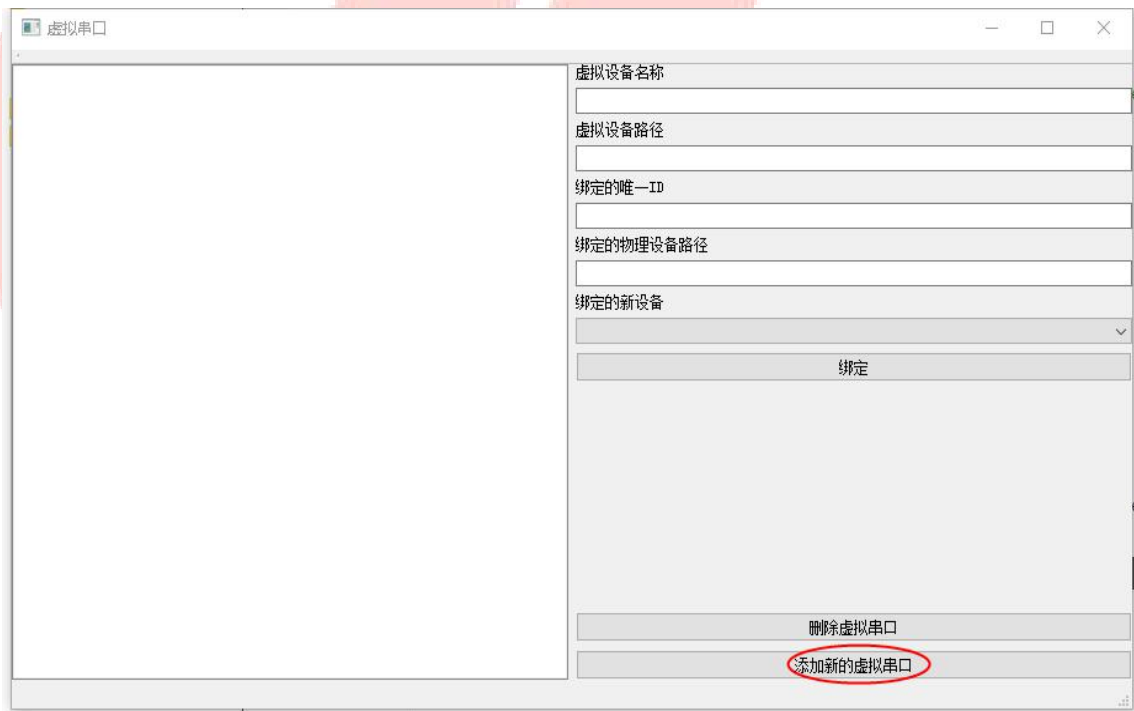 虚拟串口
虚拟设备名称
虚拟设备路径
绑定的唯一ID
绑定的物理设备路径
绑定的新设备
绑定
删除虚拟串口
添加新的虚拟串口